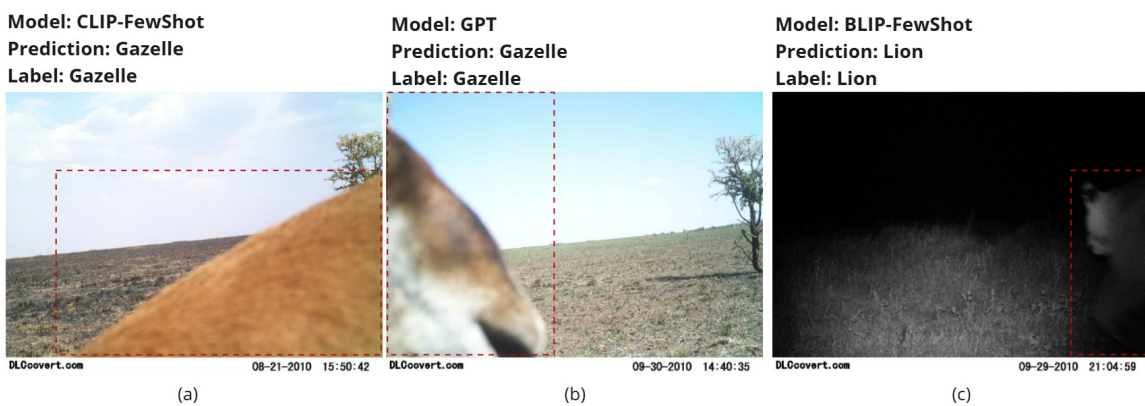 Model: CLIP-FewShot
Prediction: Gazelle
Label: Gazelle
Model: GPT
Prediction: Gazelle
Label: Gazelle
Model: BLIP-FewShot
Prediction: Lion
Label: Lion
DLCcovert.com 08-21-2010 15:50:42
09-30-2010 14:40:35
DLCcovert.com 09-29-2010 21:04:59
(a)
(b)
(c)